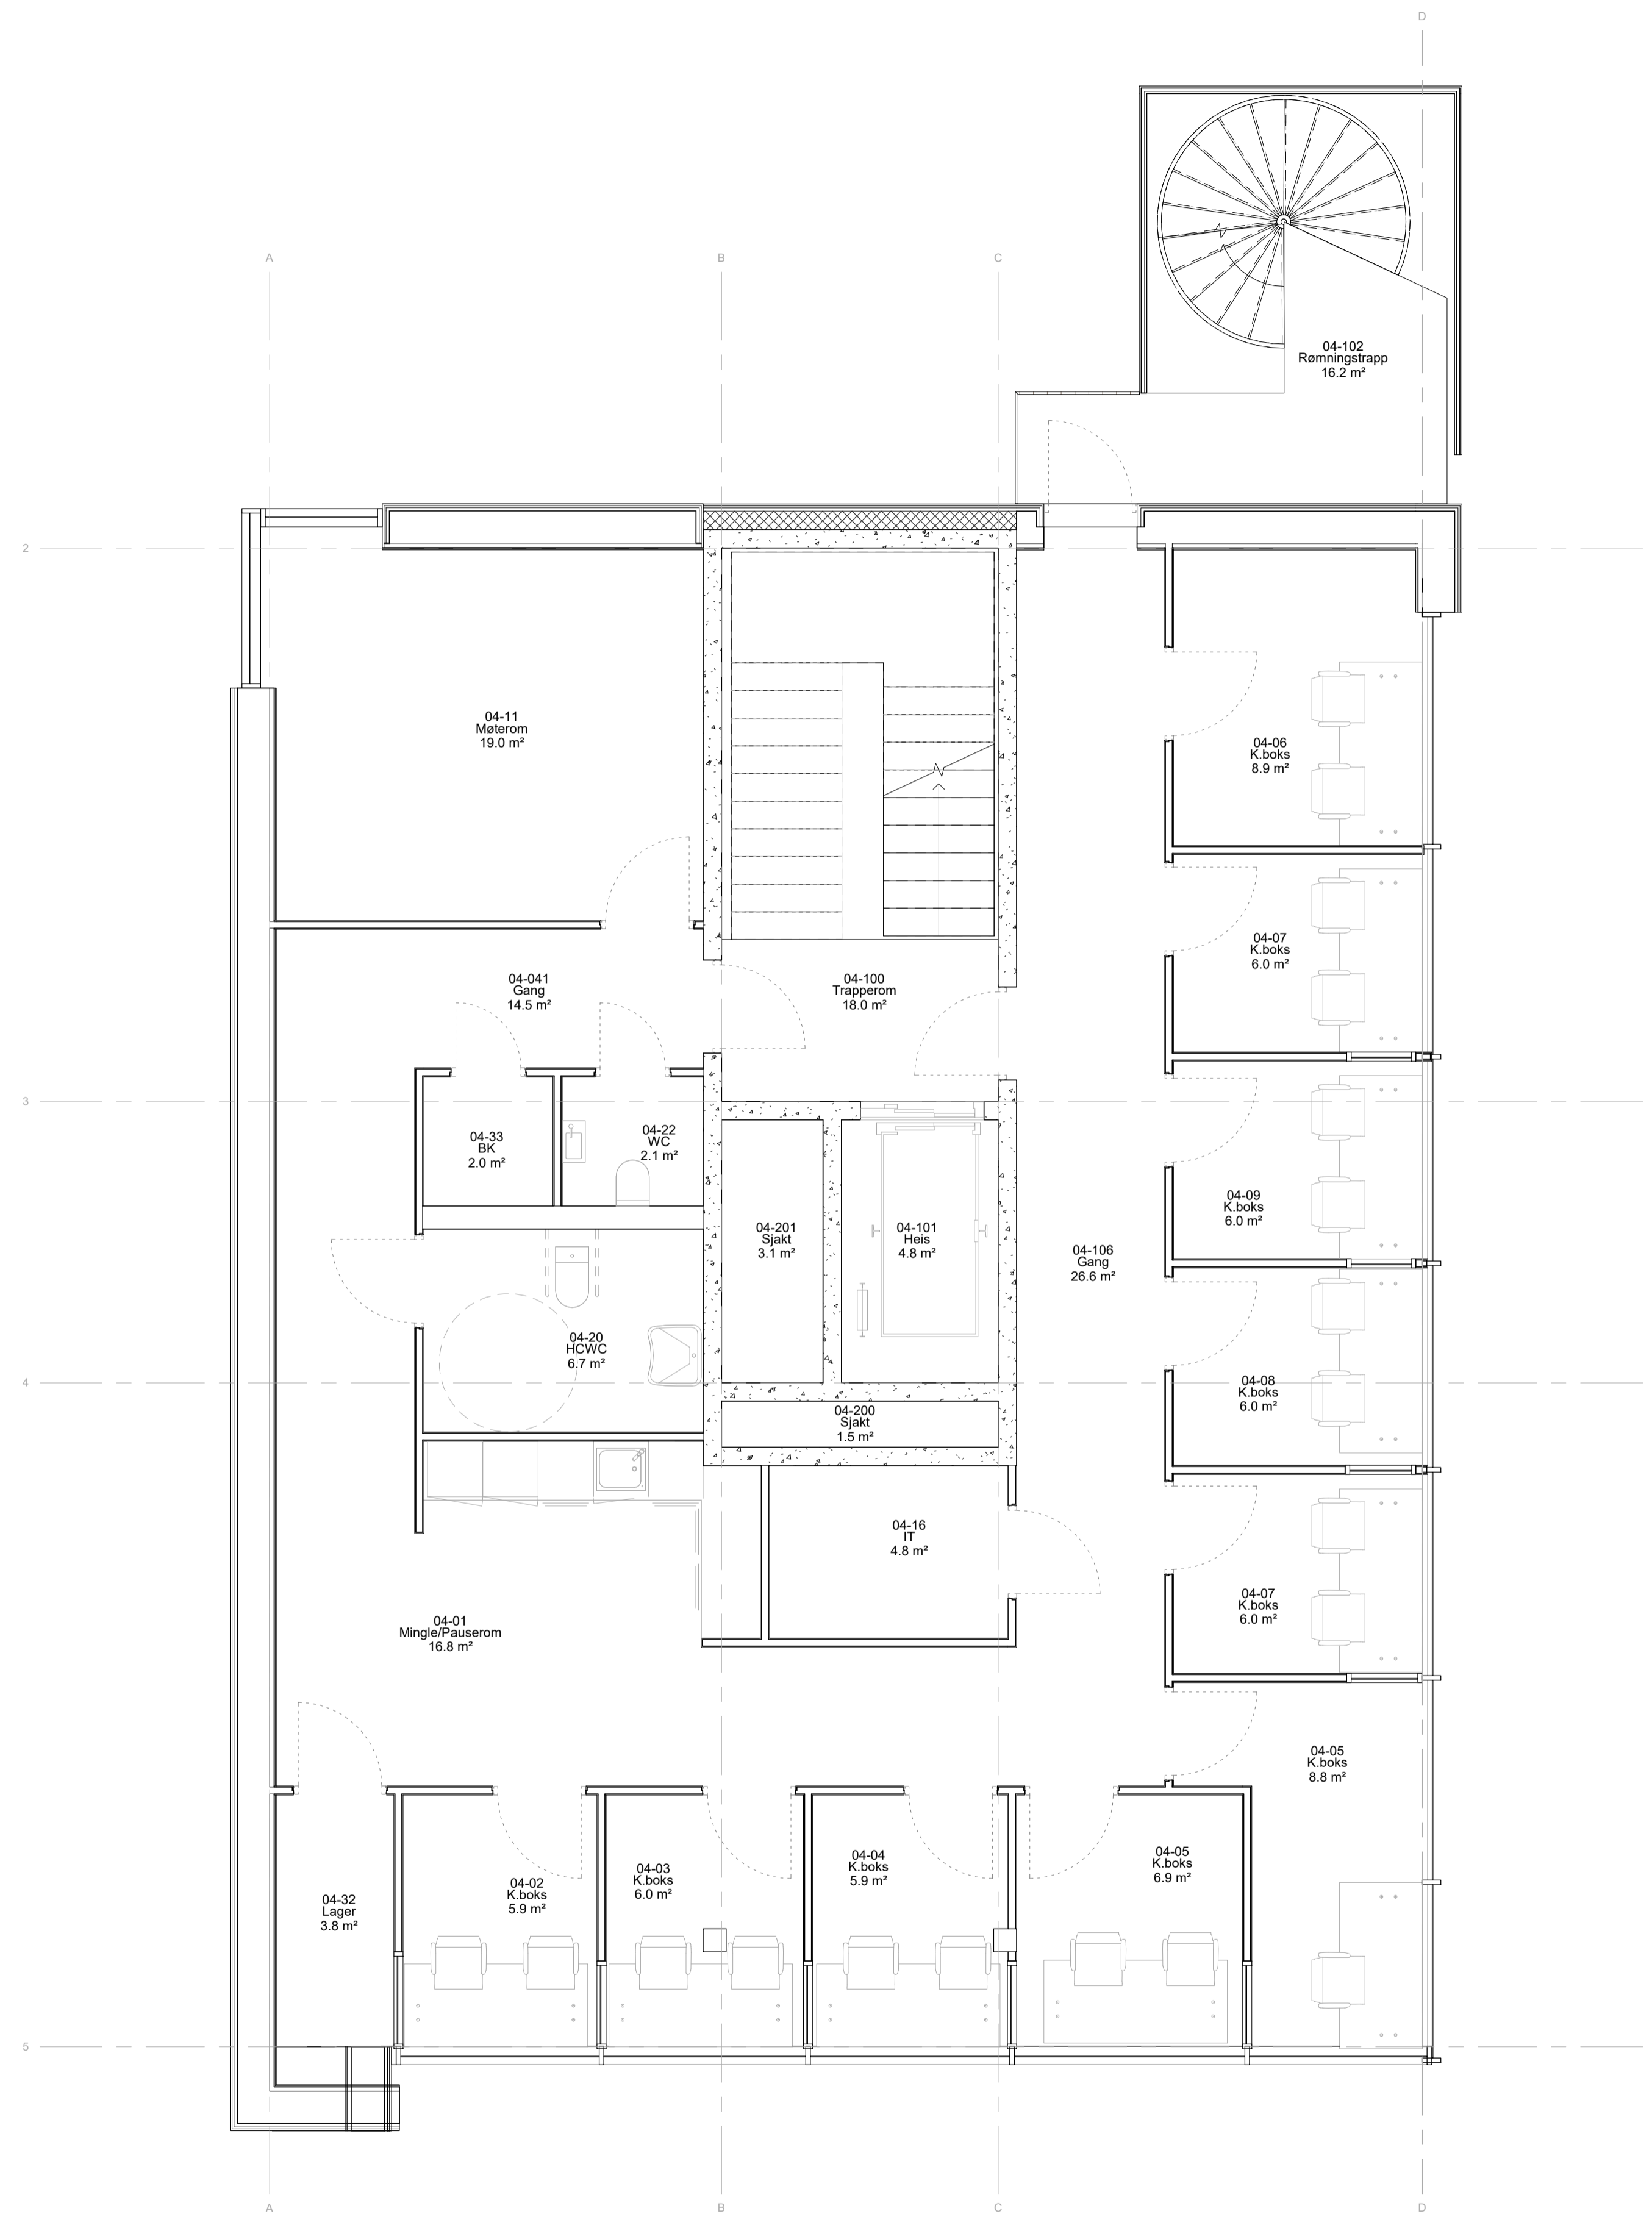 D
A
B
C
04-102
Rømningstrapp
16.2 m²
2
04-11
Møterom
19.0 m²
04-06
K.boks
8.9 m²
04-07
K.boks
6.0 m²
04-041
Gang
14.5 m²
04-100
Trapperom
18.0 m²
3
04-33
BK
2.0 m²
04-22
WC
2.1 m²
04-201
Sjakt
3.1 m²
04-101
Heis
4.8 m²
04-106
Gang
26.6 m²
04-09
K.boks
6.0 m²
04-20
HCWC
6.7 m²
4
04-08
K.boks
6.0 m²
04-200
Sjakt
1.5 m²
04-16
IT
4.8 m²
04-07
K.boks
6.0 m²
04-01
Mingle/Pauserom
16.8 m²
04-05
K.boks
8.8 m²
04-32
Lager
3.8 m²
04-02
K.boks
5.9 m²
04-03
K.boks
6.0 m²
04-04
K.boks
5.9 m²
04-05
K.boks
6.9 m²
5
A
B
C
D